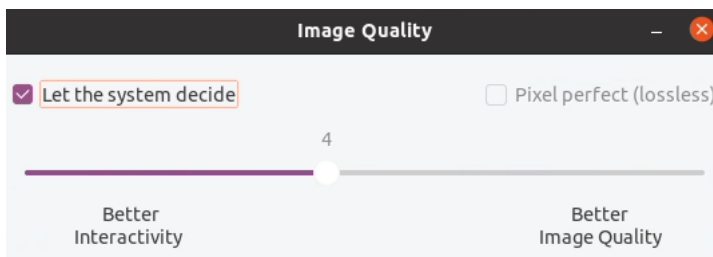 Image Quality
Let the system decide
Pixel perfect (lossless)
4
Better
Interactivity
Better
Image Quality